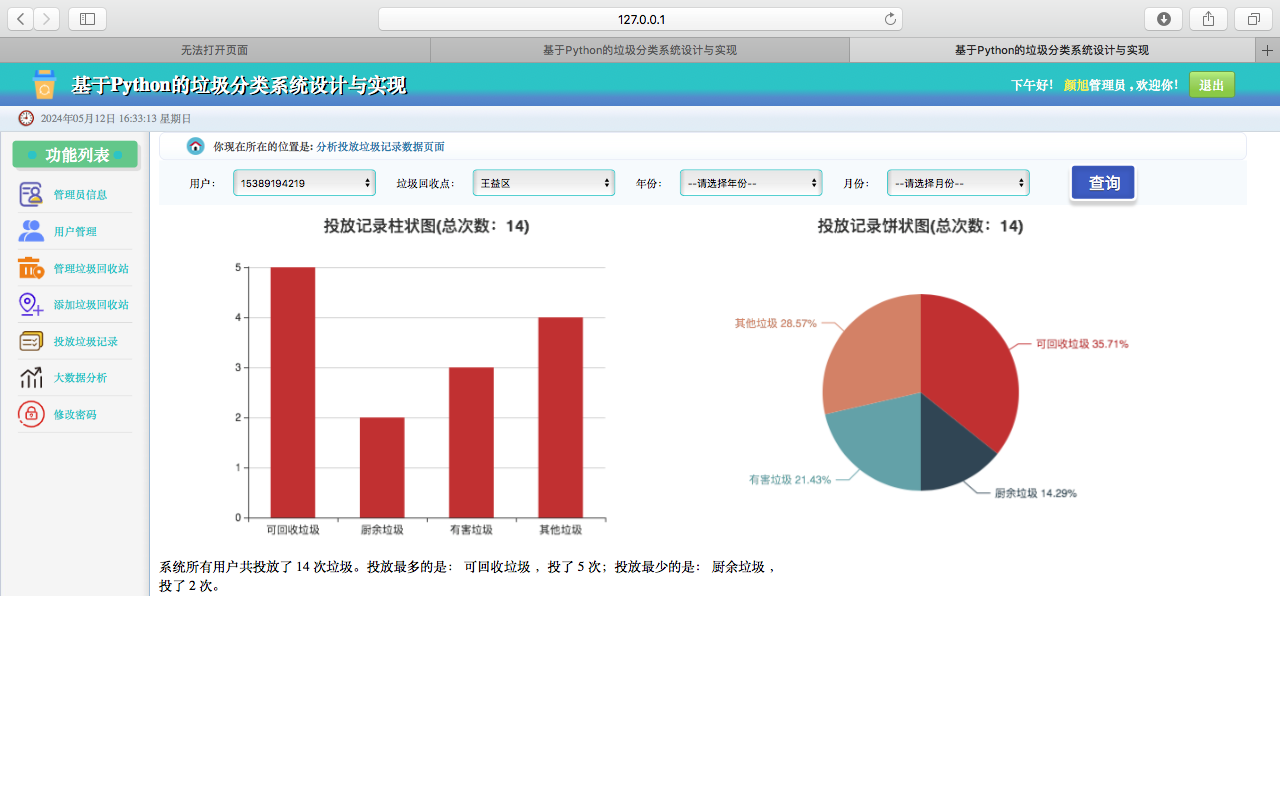 127.0.0.1
无法打开页面
基于Python的垃圾分类系统设计与实现
基于Python的垃圾分类系统设计与实现
基于Python的垃圾分类系统设计与实现
下午好! 颜旭管理员,欢迎你!
退出
2024年05月12日 16:33:13 星期日
功能列表
管理员信息
用户管理
管理垃圾回收站
添加垃圾回收站
投放垃圾记录
大数据分析
修改密码
你现在所在的位置是: 分析投放垃圾记录数据页面
用户: 15389194219 垃圾回收点: 王益区 年份: --请选择年份-- 月份: --请选择月份-- 查询
投放记录柱状图(总次数：14)
5
4
3
2
1
0
可回收垃圾 厨余垃圾 有害垃圾 其他垃圾
投放记录饼状图(总次数：14)
其他垃圾 28.57%
可回收垃圾 35.71%
有害垃圾 21.43%
厨余垃圾 14.29%
系统所有用户共投放了 14 次垃圾。投放最多的是： 可回收垃圾 ，投了 5 次；投放最少的是： 厨余垃圾 ，
投了 2 次。